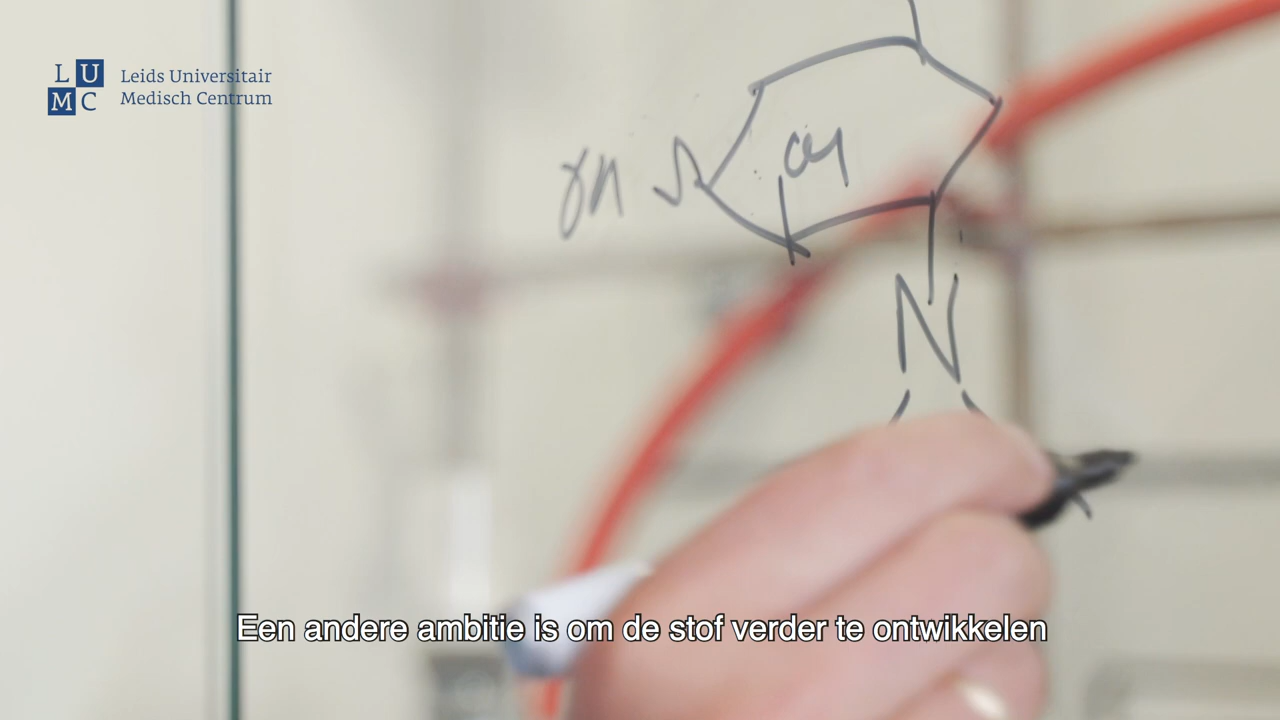 L U
M C
Leids Universitair
Medisch Centrum
N
Een andere ambitie is om de stof verder te ontwikkelen